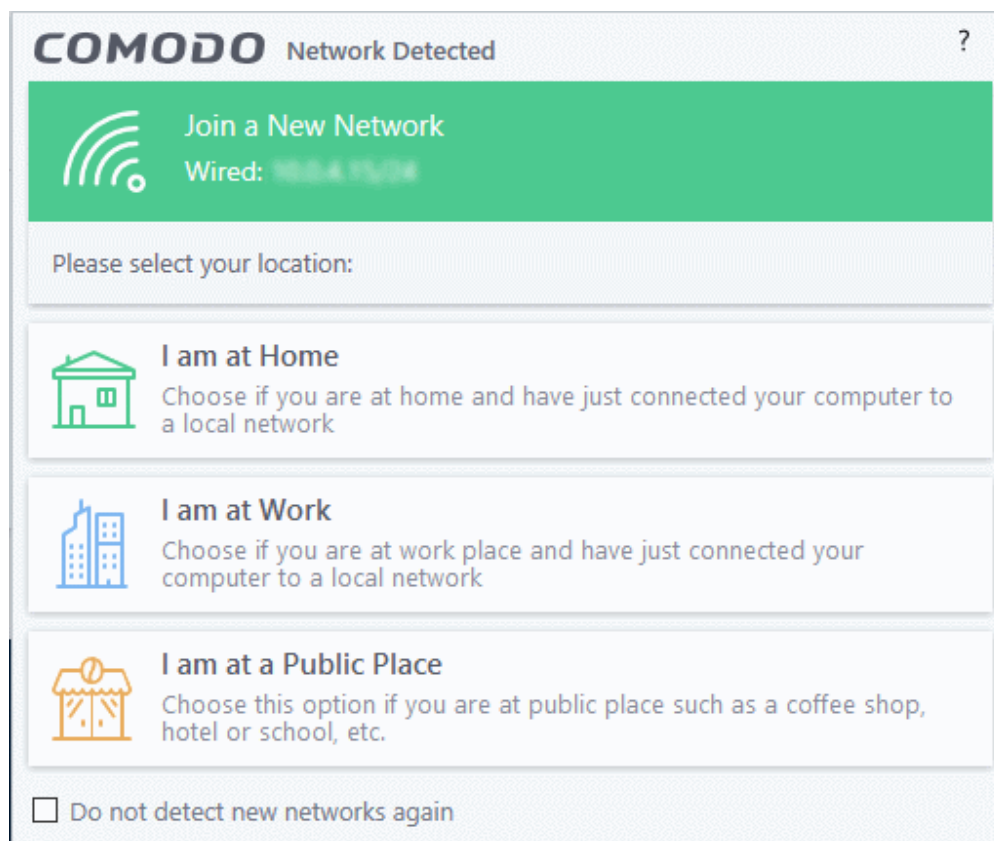 COMODO Network Detected ?
Join a New Network
Wired:
Please select your location:
I am at Home
Choose if you are at home and have just connected your computer to
a local network
I am at Work
Choose if you are at work place and have just connected your
computer to a local network
I am at a Public Place
Choose this option if you are at public place such as a coffee shop,
hotel or school, etc.
Do not detect new networks again